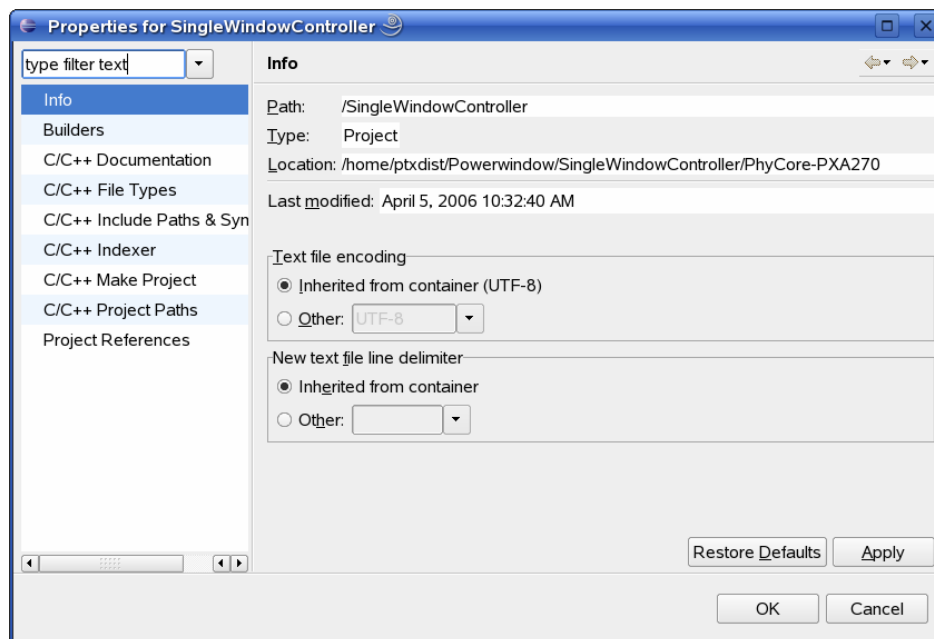 Properties for SingleWindowController
type filter text
Info
Builders
C/C++ Documentation
C/C++ File Types
C/C++ Include Paths & Syn
C/C++ Indexer
C/C++ Make Project
C/C++ Project Paths
Project References
Info
Path: /SingleWindowController
Type: Project
Location: /home/ptxdist/Powerwindow/SingleWindowController/PhyCore-PXA270
Last modified: April 5, 2006 10:32:40 AM
Text file encoding
Inherited from container (UTF-8)
Other: UTF-8
New text file line delimiter
Inherited from container
Other:
Restore Defaults Apply
OK Cancel